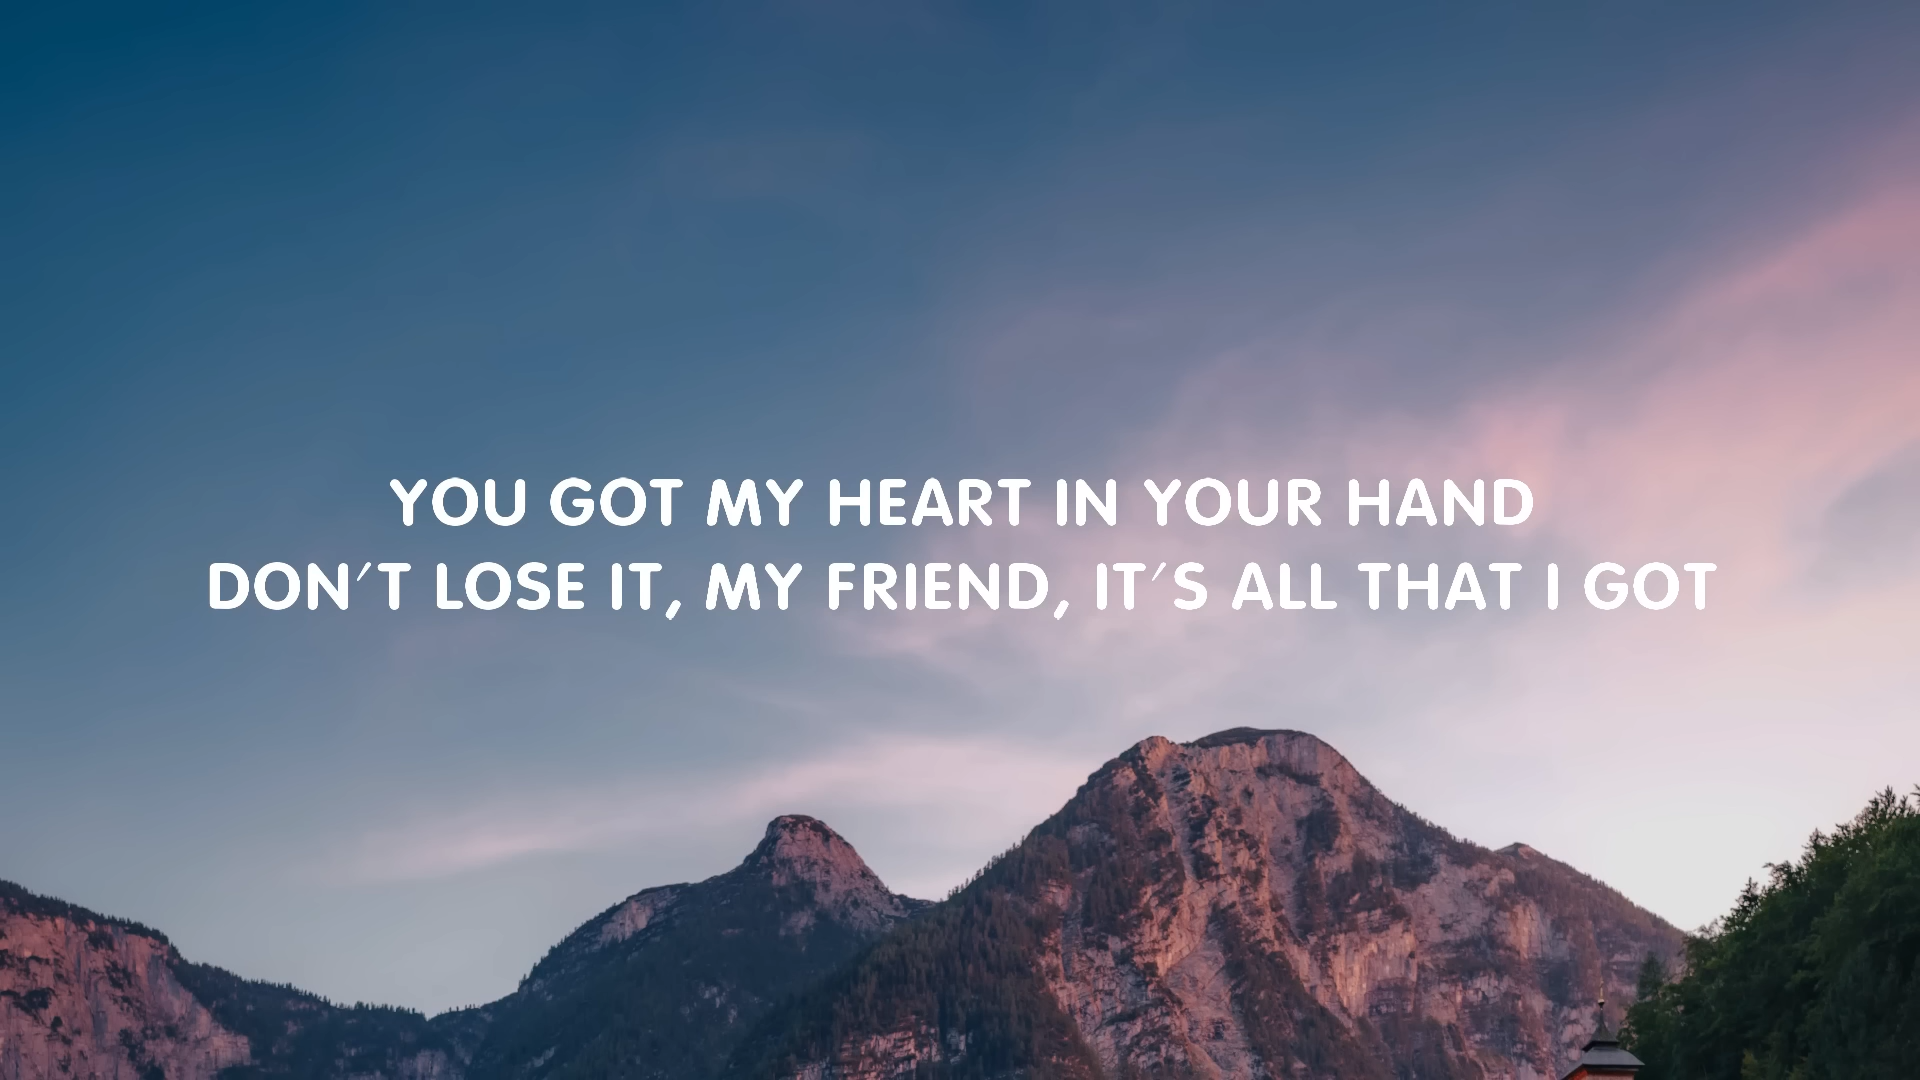 YOU GOT MY HEART IN YOUR HAND
DON'T LOSE IT, MY FRIEND, IT'S ALL THAT I GOT